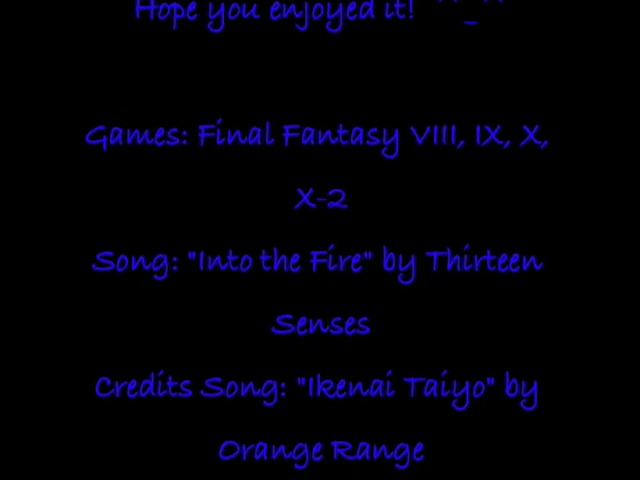 Hope you enjoyed it! ^_^
Games: Final Fantasy VIII, IX, X,
X-2
Song: "Into the Fire" by Thirteen
Senses
Credits Song: "Ikenai Taiyo" by
Orange Range